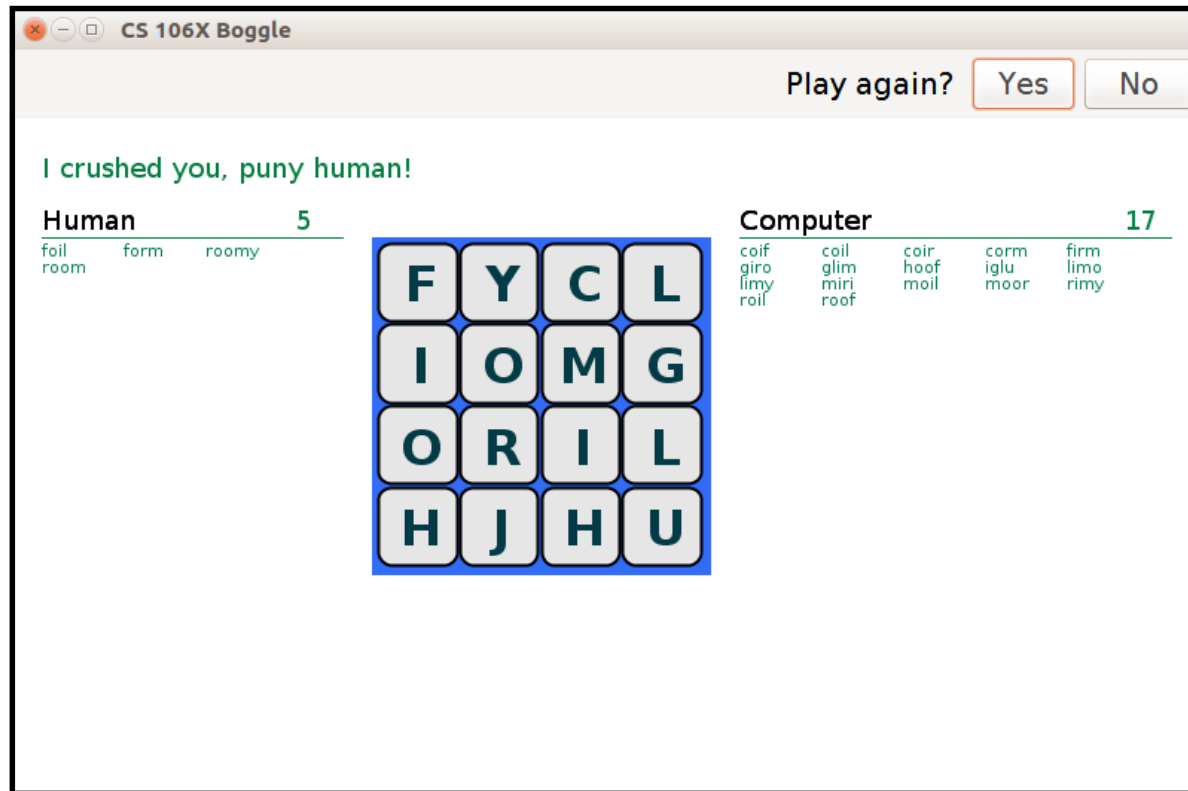 CS 106X Boggle
Play again? Yes No
I crushed you, puny human!
Human 5
foil form roomy
room
F Y C L
I O M G
O R I L
H J H U
Computer 17
coif coil coir corm firm
giro glim hoof iglu limo
limy miri moil moor rimy
roil roof